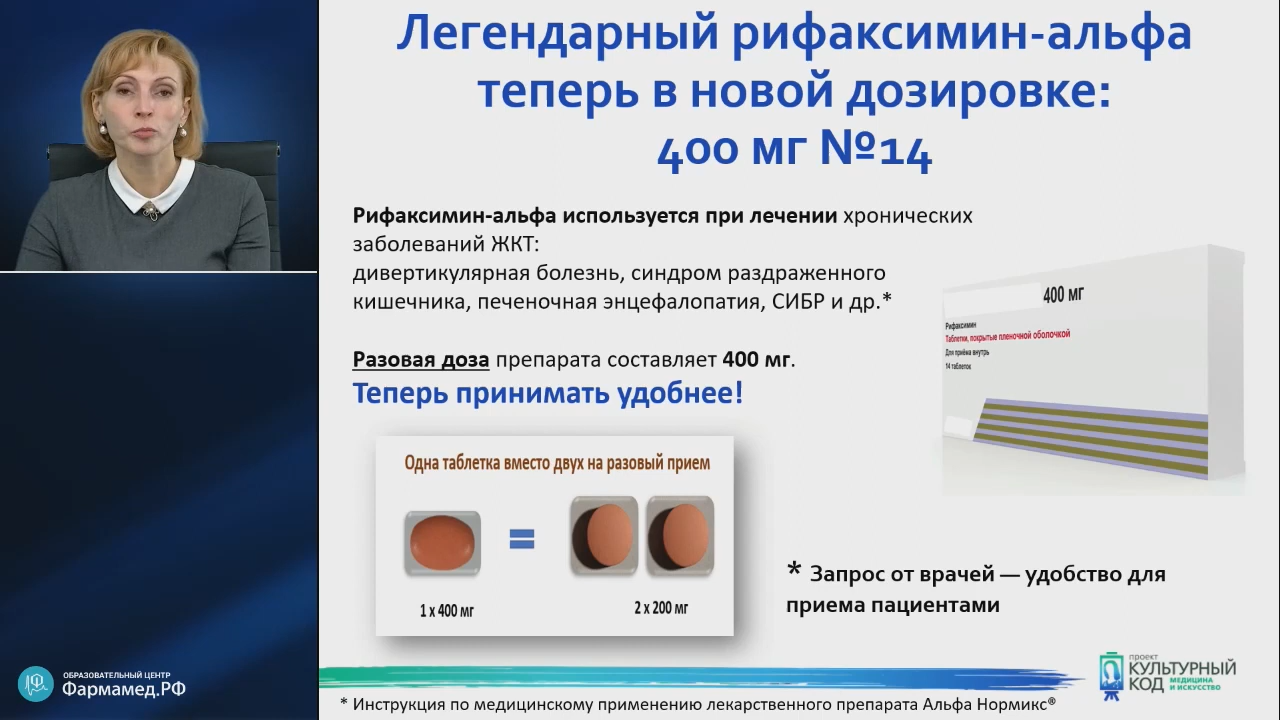 Легендарный рифаксимин-альфа
теперь в новой дозировке:
400 мг №14
Рифаксимин-альфа используется при лечении хронических
заболеваний ЖКТ:
дивертикулярная болезнь, синдром раздраженного
кишечника, печеночная энцефалопатия, СИБР и др.*
Разовая доза препарата составляет 400 мг.
Теперь принимать удобнее!
400 мг
Рифаксимин
Таблетки, покрытые пленочной оболочкой
Для приёма внутрь
14 таблеток
Одна таблетка вместо двух на разовый прием
=
1 x 400 мг
2 x 200 мг
* Запрос от врачей — удобство для
приема пациентами
ОБРАЗОВАТЕЛЬНЫЙ ЦЕНТР
Фармамед.РФ
проект
КУЛЬТУРНЫЙ
КОД МЕДИЦИНА
И ИСКУССТВО
* Инструкция по медицинскому применению лекарственного препарата Альфа Нормикс®